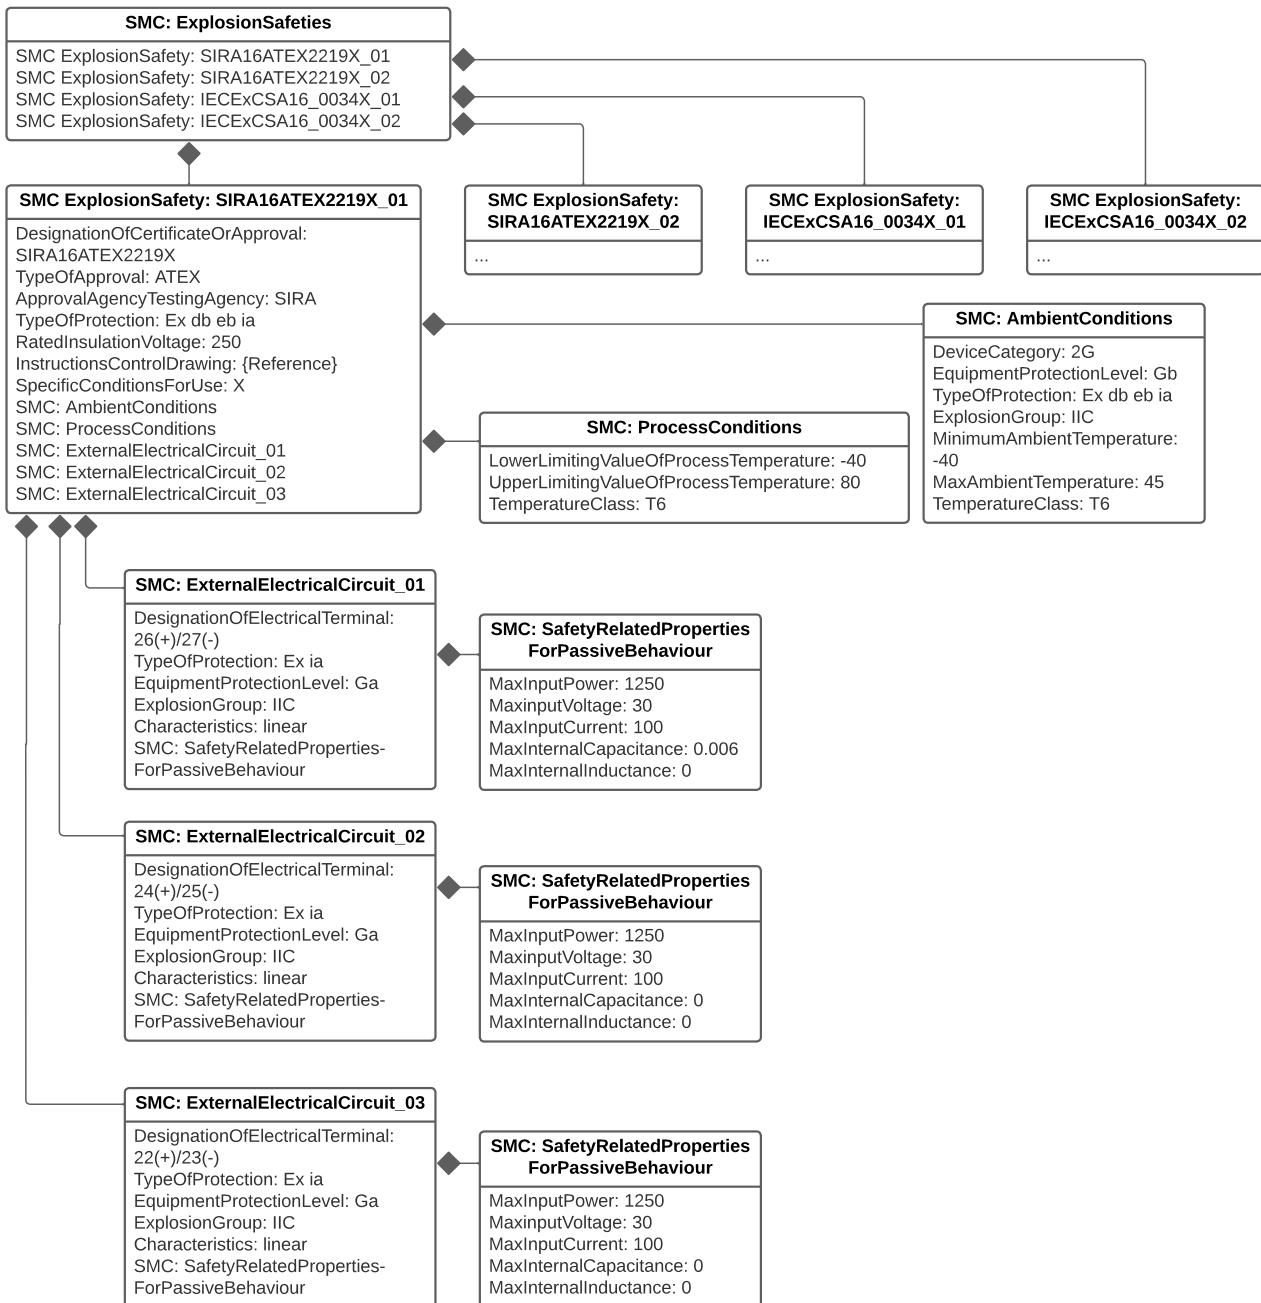 SMC: ExplosionSafeties
SMC ExplosionSafety: SIRA16ATEX2219X_01
SMC ExplosionSafety: SIRA16ATEX2219X_02
SMC ExplosionSafety: IECExCSA16_0034X_01
SMC ExplosionSafety: IECExCSA16_0034X_02
SMC ExplosionSafety: SIRA16ATEX2219X_01
DesignationOfCertificateOrApproval:
SIRA16ATEX2219X
TypeOfApproval: ATEX
ApprovalAgencyTestingAgency: SIRA
TypeOfProtection: Ex db eb ia
RatedInsulationVoltage: 250
InstructionsControlDrawing: {Reference}
SpecificConditionsForUse: X
SMC: AmbientConditions
SMC: ProcessConditions
SMC: ExternalElectricalCircuit_01
SMC: ExternalElectricalCircuit_02
SMC: ExternalElectricalCircuit_03
SMC ExplosionSafety:
SIRA16ATEX2219X_02
...
SMC ExplosionSafety:
IECExCSA16_0034X_01
...
SMC ExplosionSafety:
IECExCSA16_0034X_02
...
SMC: AmbientConditions
DeviceCategory: 2G
EquipmentProtectionLevel: Gb
TypeOfProtection: Ex db eb ia
ExplosionGroup: IIC
MinimumAmbientTemperature:
-40
MaxAmbientTemperature: 45
TemperatureClass: T6
SMC: ProcessConditions
LowerLimitingValueOfProcessTemperature: -40
UpperLimitingValueOfProcessTemperature: 80
TemperatureClass: T6
SMC: ExternalElectricalCircuit_01
DesignationOfElectricalTerminal:
26(+)/27(-)
TypeOfProtection: Ex ia
EquipmentProtectionLevel: Ga
ExplosionGroup: IIC
Characteristics: linear
SMC: SafetyRelatedProperties-
ForPassiveBehaviour
SMC: SafetyRelatedProperties
ForPassiveBehaviour
MaxInputPower: 1250
MaxinputVoltage: 30
MaxInputCurrent: 100
MaxInternalCapacitance: 0.006
MaxInternalInductance: 0
SMC: ExternalElectricalCircuit_02
DesignationOfElectricalTerminal:
24(+)/25(-)
TypeOfProtection: Ex ia
EquipmentProtectionLevel: Ga
ExplosionGroup: IIC
Characteristics: linear
SMC: SafetyRelatedProperties-
ForPassiveBehaviour
SMC: SafetyRelatedProperties
ForPassiveBehaviour
MaxInputPower: 1250
MaxinputVoltage: 30
MaxInputCurrent: 100
MaxInternalCapacitance: 0
MaxInternalInductance: 0
SMC: ExternalElectricalCircuit_03
DesignationOfElectricalTerminal:
22(+)/23(-)
TypeOfProtection: Ex ia
EquipmentProtectionLevel: Ga
ExplosionGroup: IIC
Characteristics: linear
SMC: SafetyRelatedProperties-
ForPassiveBehaviour
SMC: SafetyRelatedProperties
ForPassiveBehaviour
MaxInputPower: 1250
MaxinputVoltage: 30
MaxInputCurrent: 100
MaxInternalCapacitance: 0
MaxInternalInductance: 0